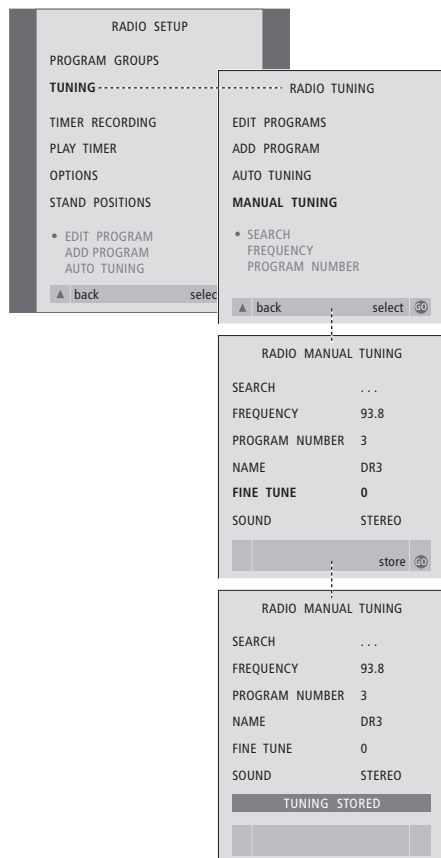 RADIO SETUP
PROGRAM GROUPS
TUNING
TIMER RECORDING
PLAY TIMER
OPTIONS
STAND POSITIONS
• EDIT PROGRAM
ADD PROGRAM
AUTO TUNING
▲ back selec
RADIO TUNING
EDIT PROGRAMS
ADD PROGRAM
AUTO TUNING
MANUAL TUNING
• SEARCH
FREQUENCY
PROGRAM NUMBER
▲ back select GO
RADIO MANUAL TUNING
SEARCH . . .
FREQUENCY 93.8
PROGRAM NUMBER 3
NAME DR3
FINE TUNE 0
SOUND STEREO
store GO
RADIO MANUAL TUNING
SEARCH . . .
FREQUENCY 93.8
PROGRAM NUMBER 3
NAME DR3
FINE TUNE 0
SOUND STEREO
TUNING STORED